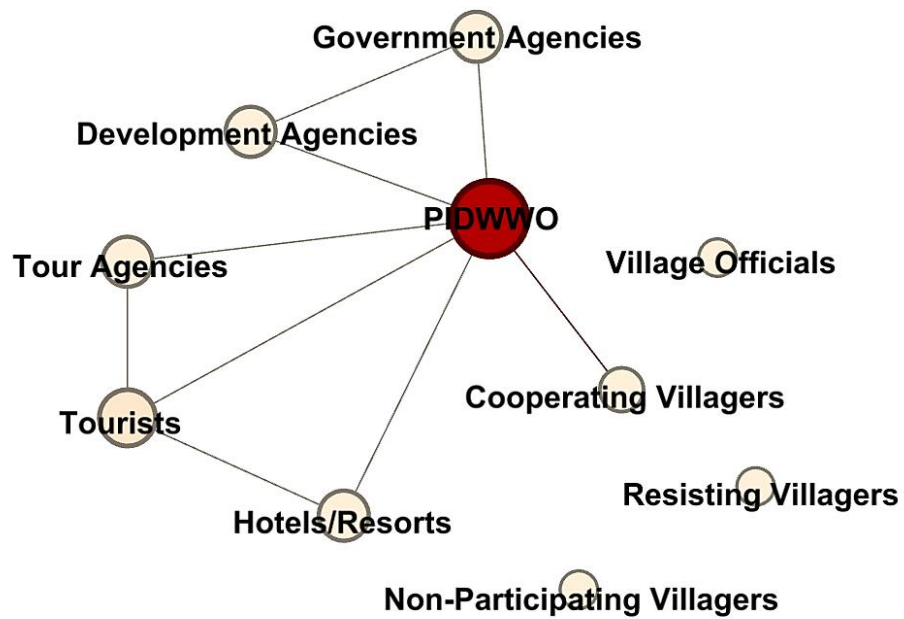 Government Agencies
Development Agencies
PIDWWO
Village Officials
Tour Agencies
Cooperating Villagers
Tourists
Resisting Villagers
Hotels/Resorts
Non-Participating Villagers